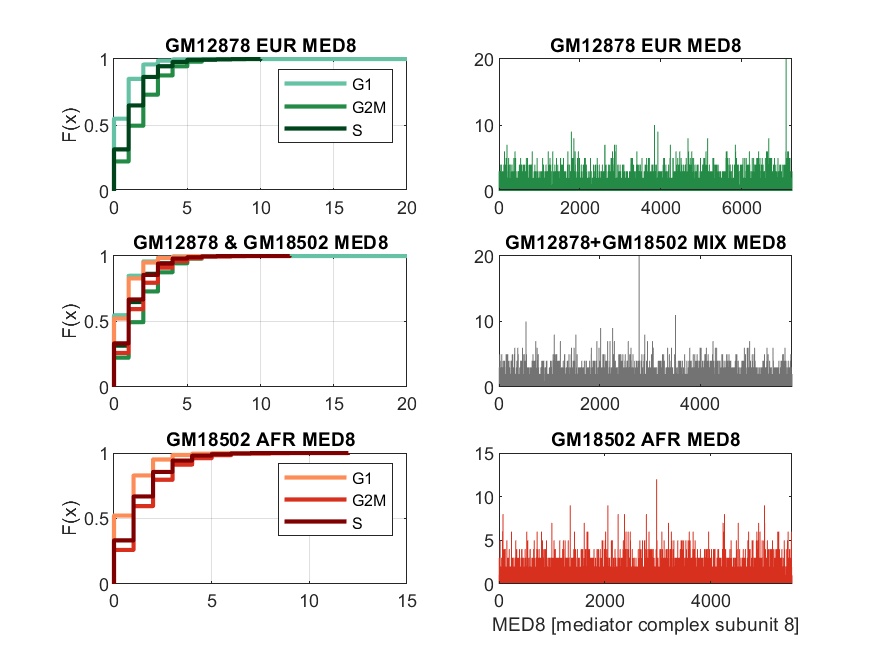 GM12878 EUR MED8
1
0.5
0
F(x)
0 5 10 15 20
G1
G2M
S
GM12878 EUR MED8
20
10
0
0 2000 4000 6000
GM12878 & GM18502 MED8
1
0.5
0
F(x)
0 5 10 15 20
GM12878+GM18502 MIX MED8
20
10
0
0 2000 4000
GM18502 AFR MED8
1
0.5
0
F(x)
0 5 10 15
G1
G2M
S
GM18502 AFR MED8
15
10
5
0
0 2000 4000
MED8 [mediator complex subunit 8]